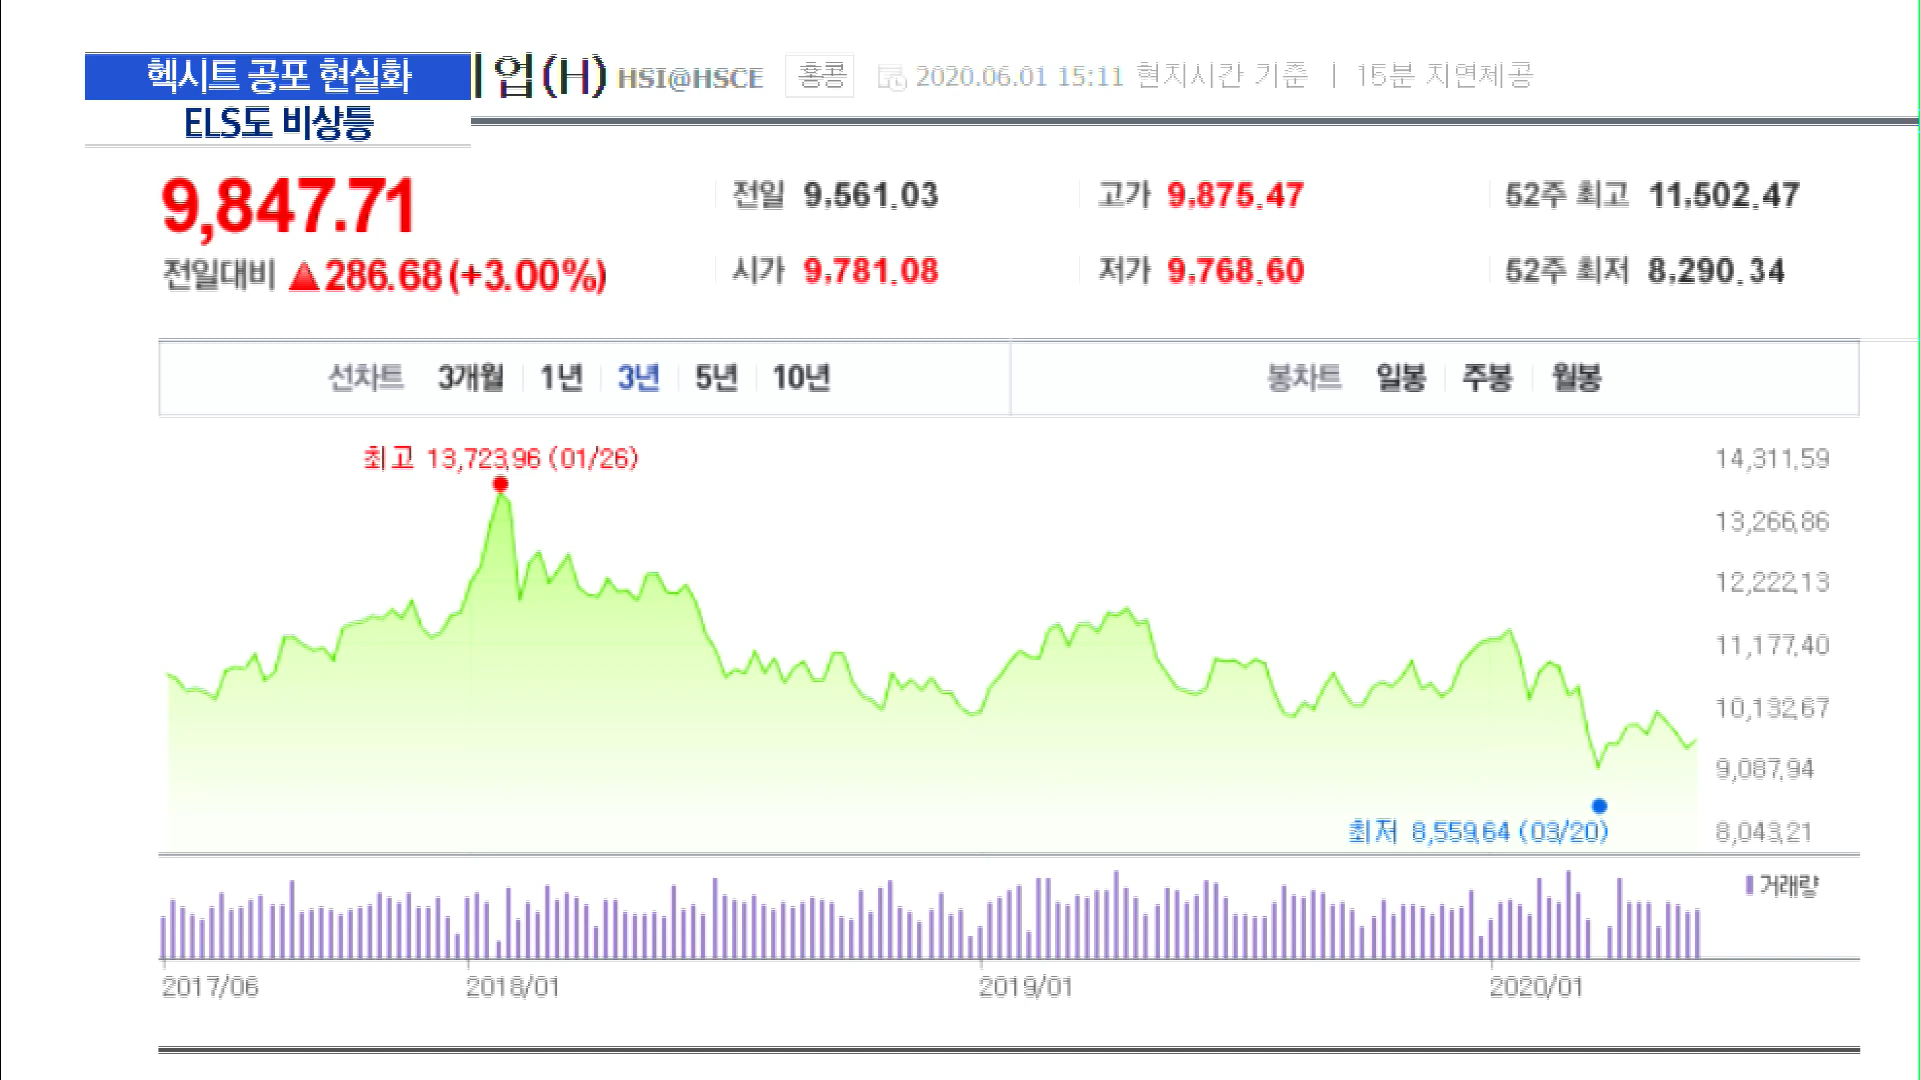 헥시트 공포 현실화
ELS도 비상등
업(H) HSI@HSCE 홍콩 2020.06.01 15:11 현지시간 기준 | 15분 지연제공
9,847.71
전일대비 ▲286.68(+3.00%)
전일 9,561.03 고가 9,875.47 52주 최고 11,502.47
시가 9,781.08 저가 9,768.60 52주 최저 8,290.34
선차트 3개월 1년 3년 5년 10년 봉차트 일봉 주봉 월봉
최고 13,723.96 (01/26)
14,311.59
13,266.86
12,222.13
11,177.40
10,132.67
9,087.94
최저 8,559.64 (03/20)
8,043.21
거래량
2017/06 2018/01 2019/01 2020/01